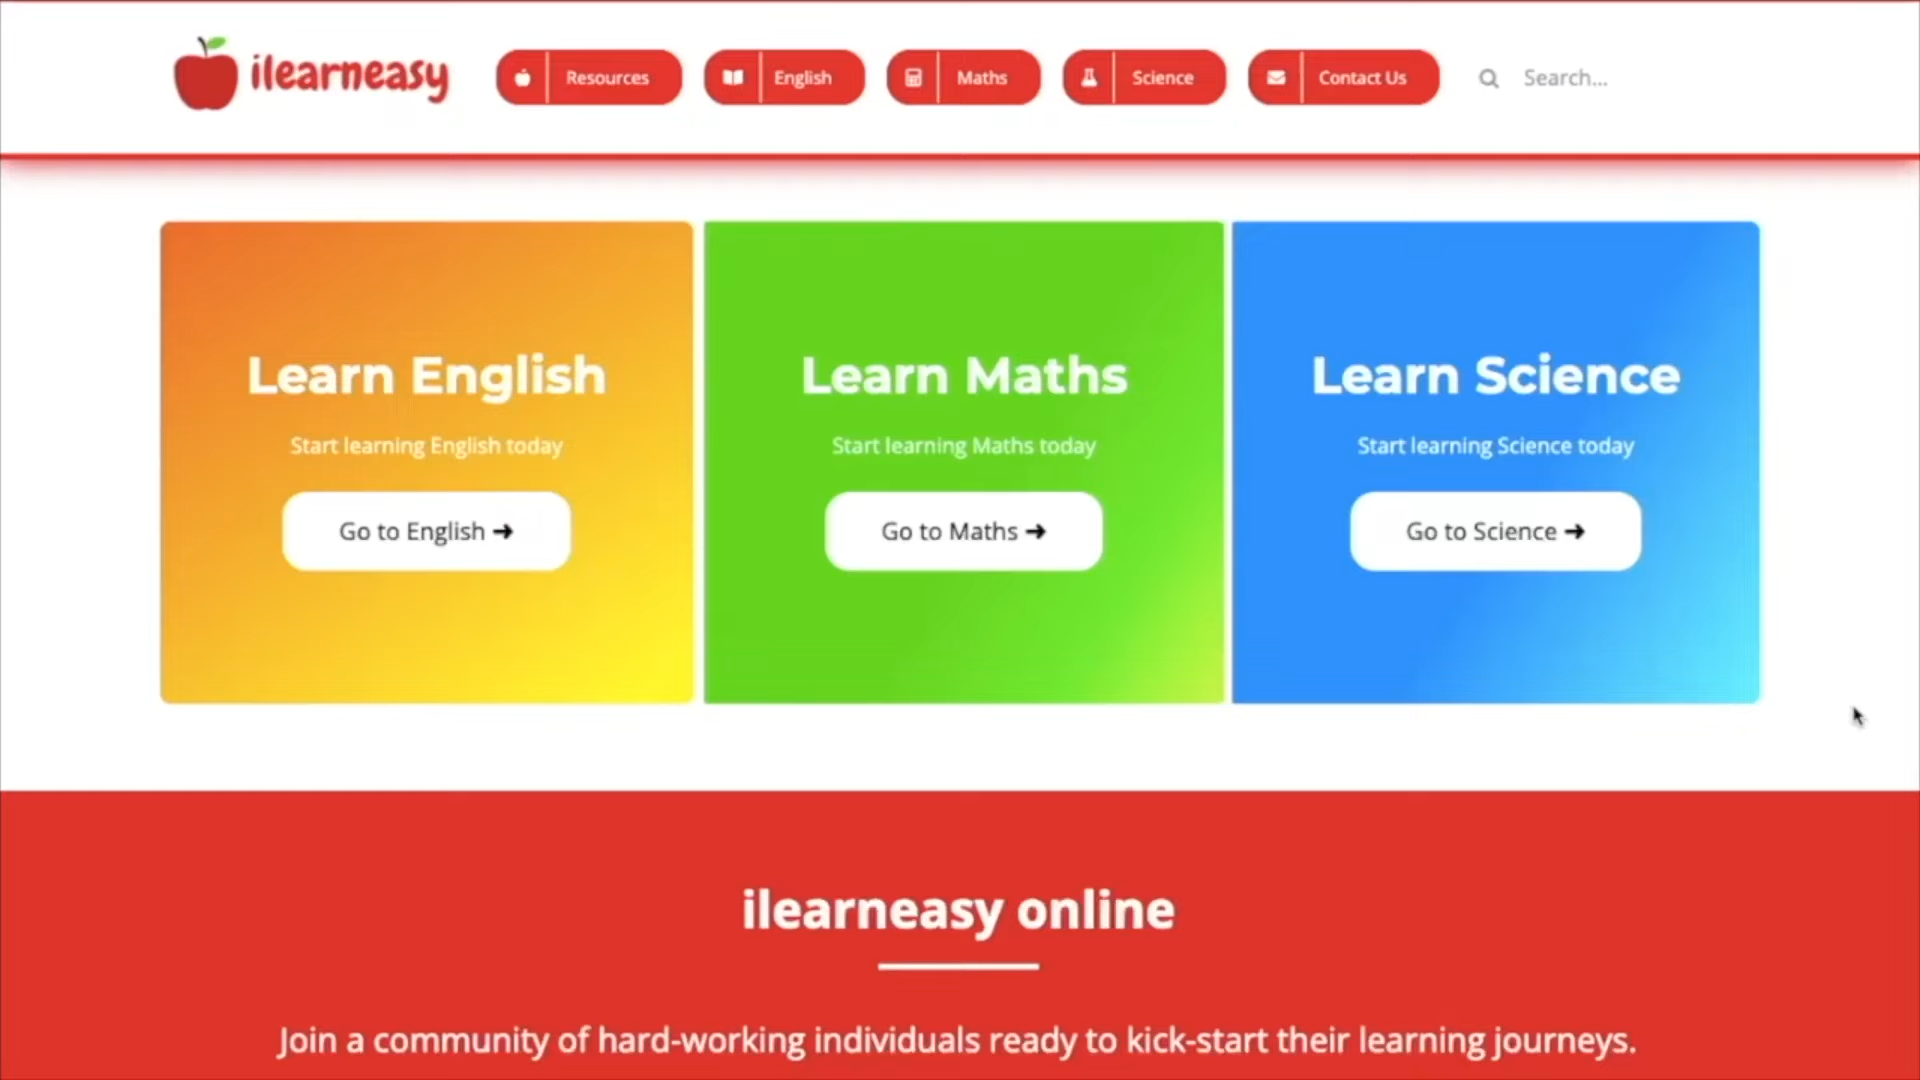 ilearneasy
Resources
English
Maths
Science
Contact Us
Search...
Learn English
Start learning English today
Go to English ➜
Learn Maths
Start learning Maths today
Go to Maths ➜
Learn Science
Start learning Science today
Go to Science ➜
ilearneasy online
Join a community of hard-working individuals ready to kick-start their learning journeys.